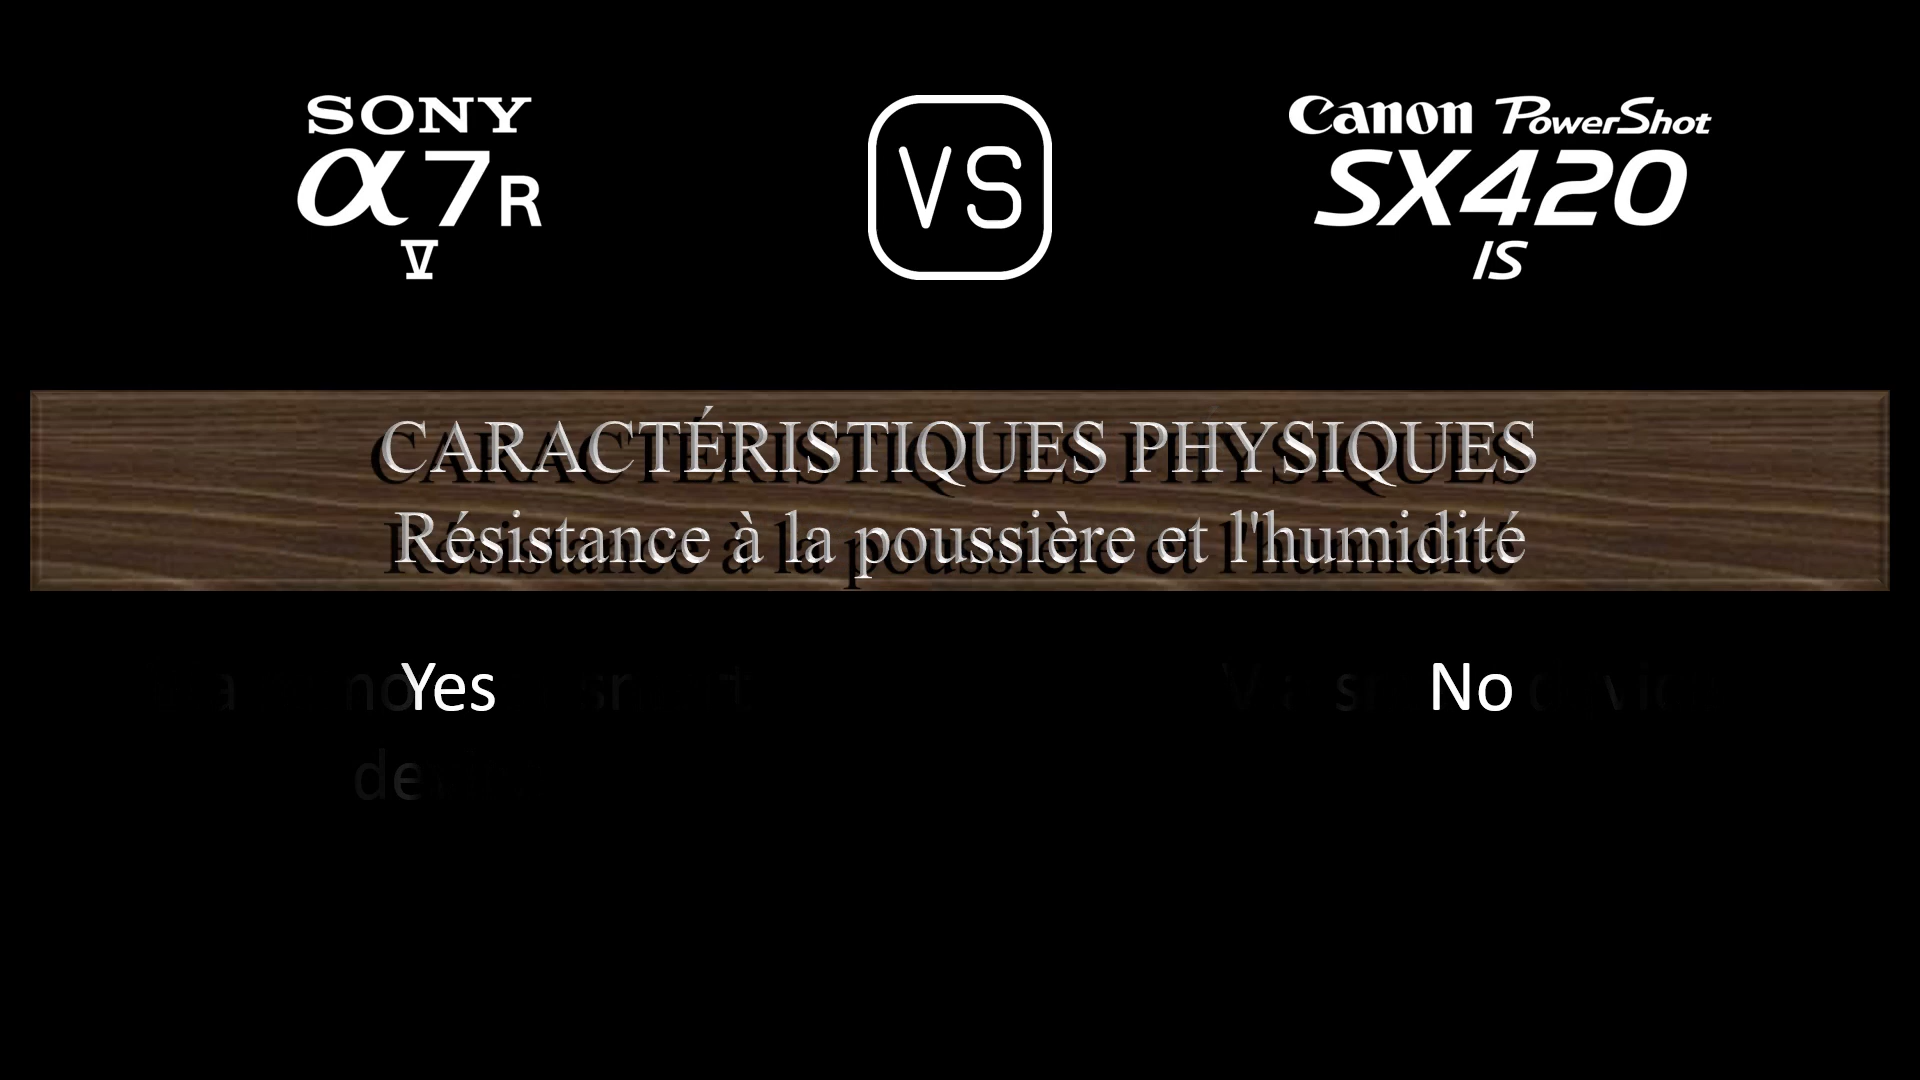 SONY
α7R
V
VS
Canon PowerShot
SX420
IS
CARACTÉRISTIQUES PHYSIQUES
Résistance à la poussière et l'humidité
Yes
No